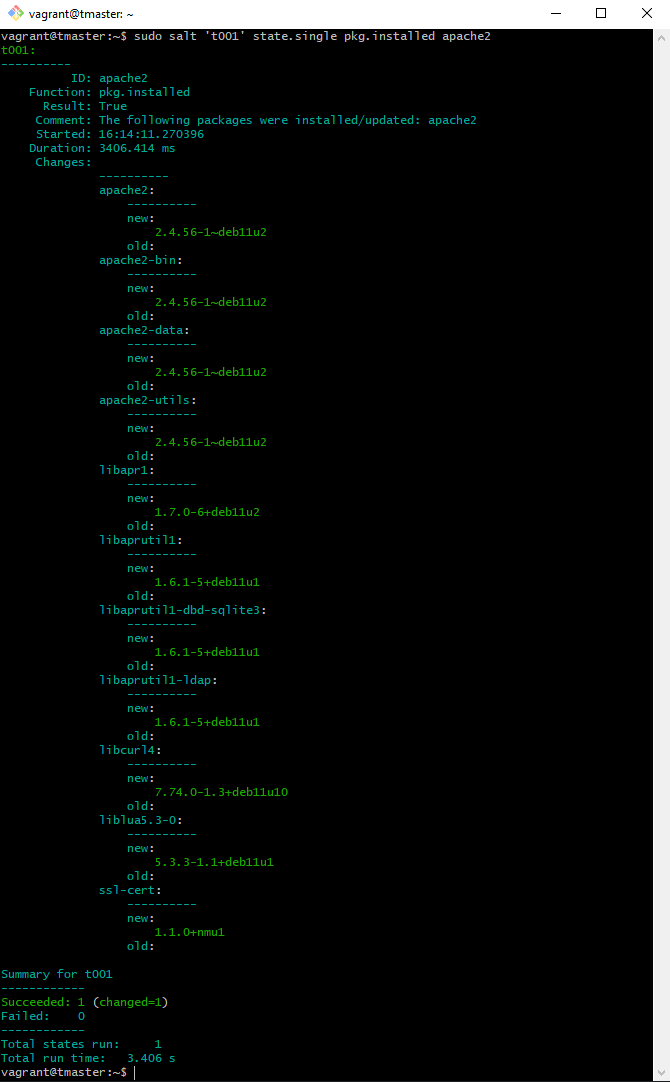 vagrant@tmaster: ~
vagrant@tmaster:~$ sudo salt 't001' state.single pkg.installed apache2
t001:
----------
          ID: apache2
    Function: pkg.installed
      Result: True
     Comment: The following packages were installed/updated: apache2
     Started: 16:14:11.270396
    Duration: 3406.414 ms
     Changes:
              ----------
              apache2:
                  ----------
                  new:
                      2.4.56-1~deb11u2
                  old:
              apache2-bin:
                  ----------
                  new:
                      2.4.56-1~deb11u2
                  old:
              apache2-data:
                  ----------
                  new:
                      2.4.56-1~deb11u2
                  old:
              apache2-utils:
                  ----------
                  new:
                      2.4.56-1~deb11u2
                  old:
              libapr1:
                  ----------
                  new:
                      1.7.0-6+deb11u2
                  old:
              libaprutil1:
                  ----------
                  new:
                      1.6.1-5+deb11u1
                  old:
              libaprutil1-dbd-sqlite3:
                  ----------
                  new:
                      1.6.1-5+deb11u1
                  old:
              libaprutil1-ldap:
                  ----------
                  new:
                      1.6.1-5+deb11u1
                  old:
              libcurl4:
                  ----------
                  new:
                      7.74.0-1.3+deb11u10
                  old:
              liblua5.3-0:
                  ----------
                  new:
                      5.3.3-1.1+deb11u1
                  old:
              ssl-cert:
                  ----------
                  new:
                      1.1.0+nmu1
                  old:

Summary for t001
------------
Succeeded: 1 (changed=1)
Failed:    0
------------
Total states run:     1
Total run time:   3.406 s
vagrant@tmaster:~$